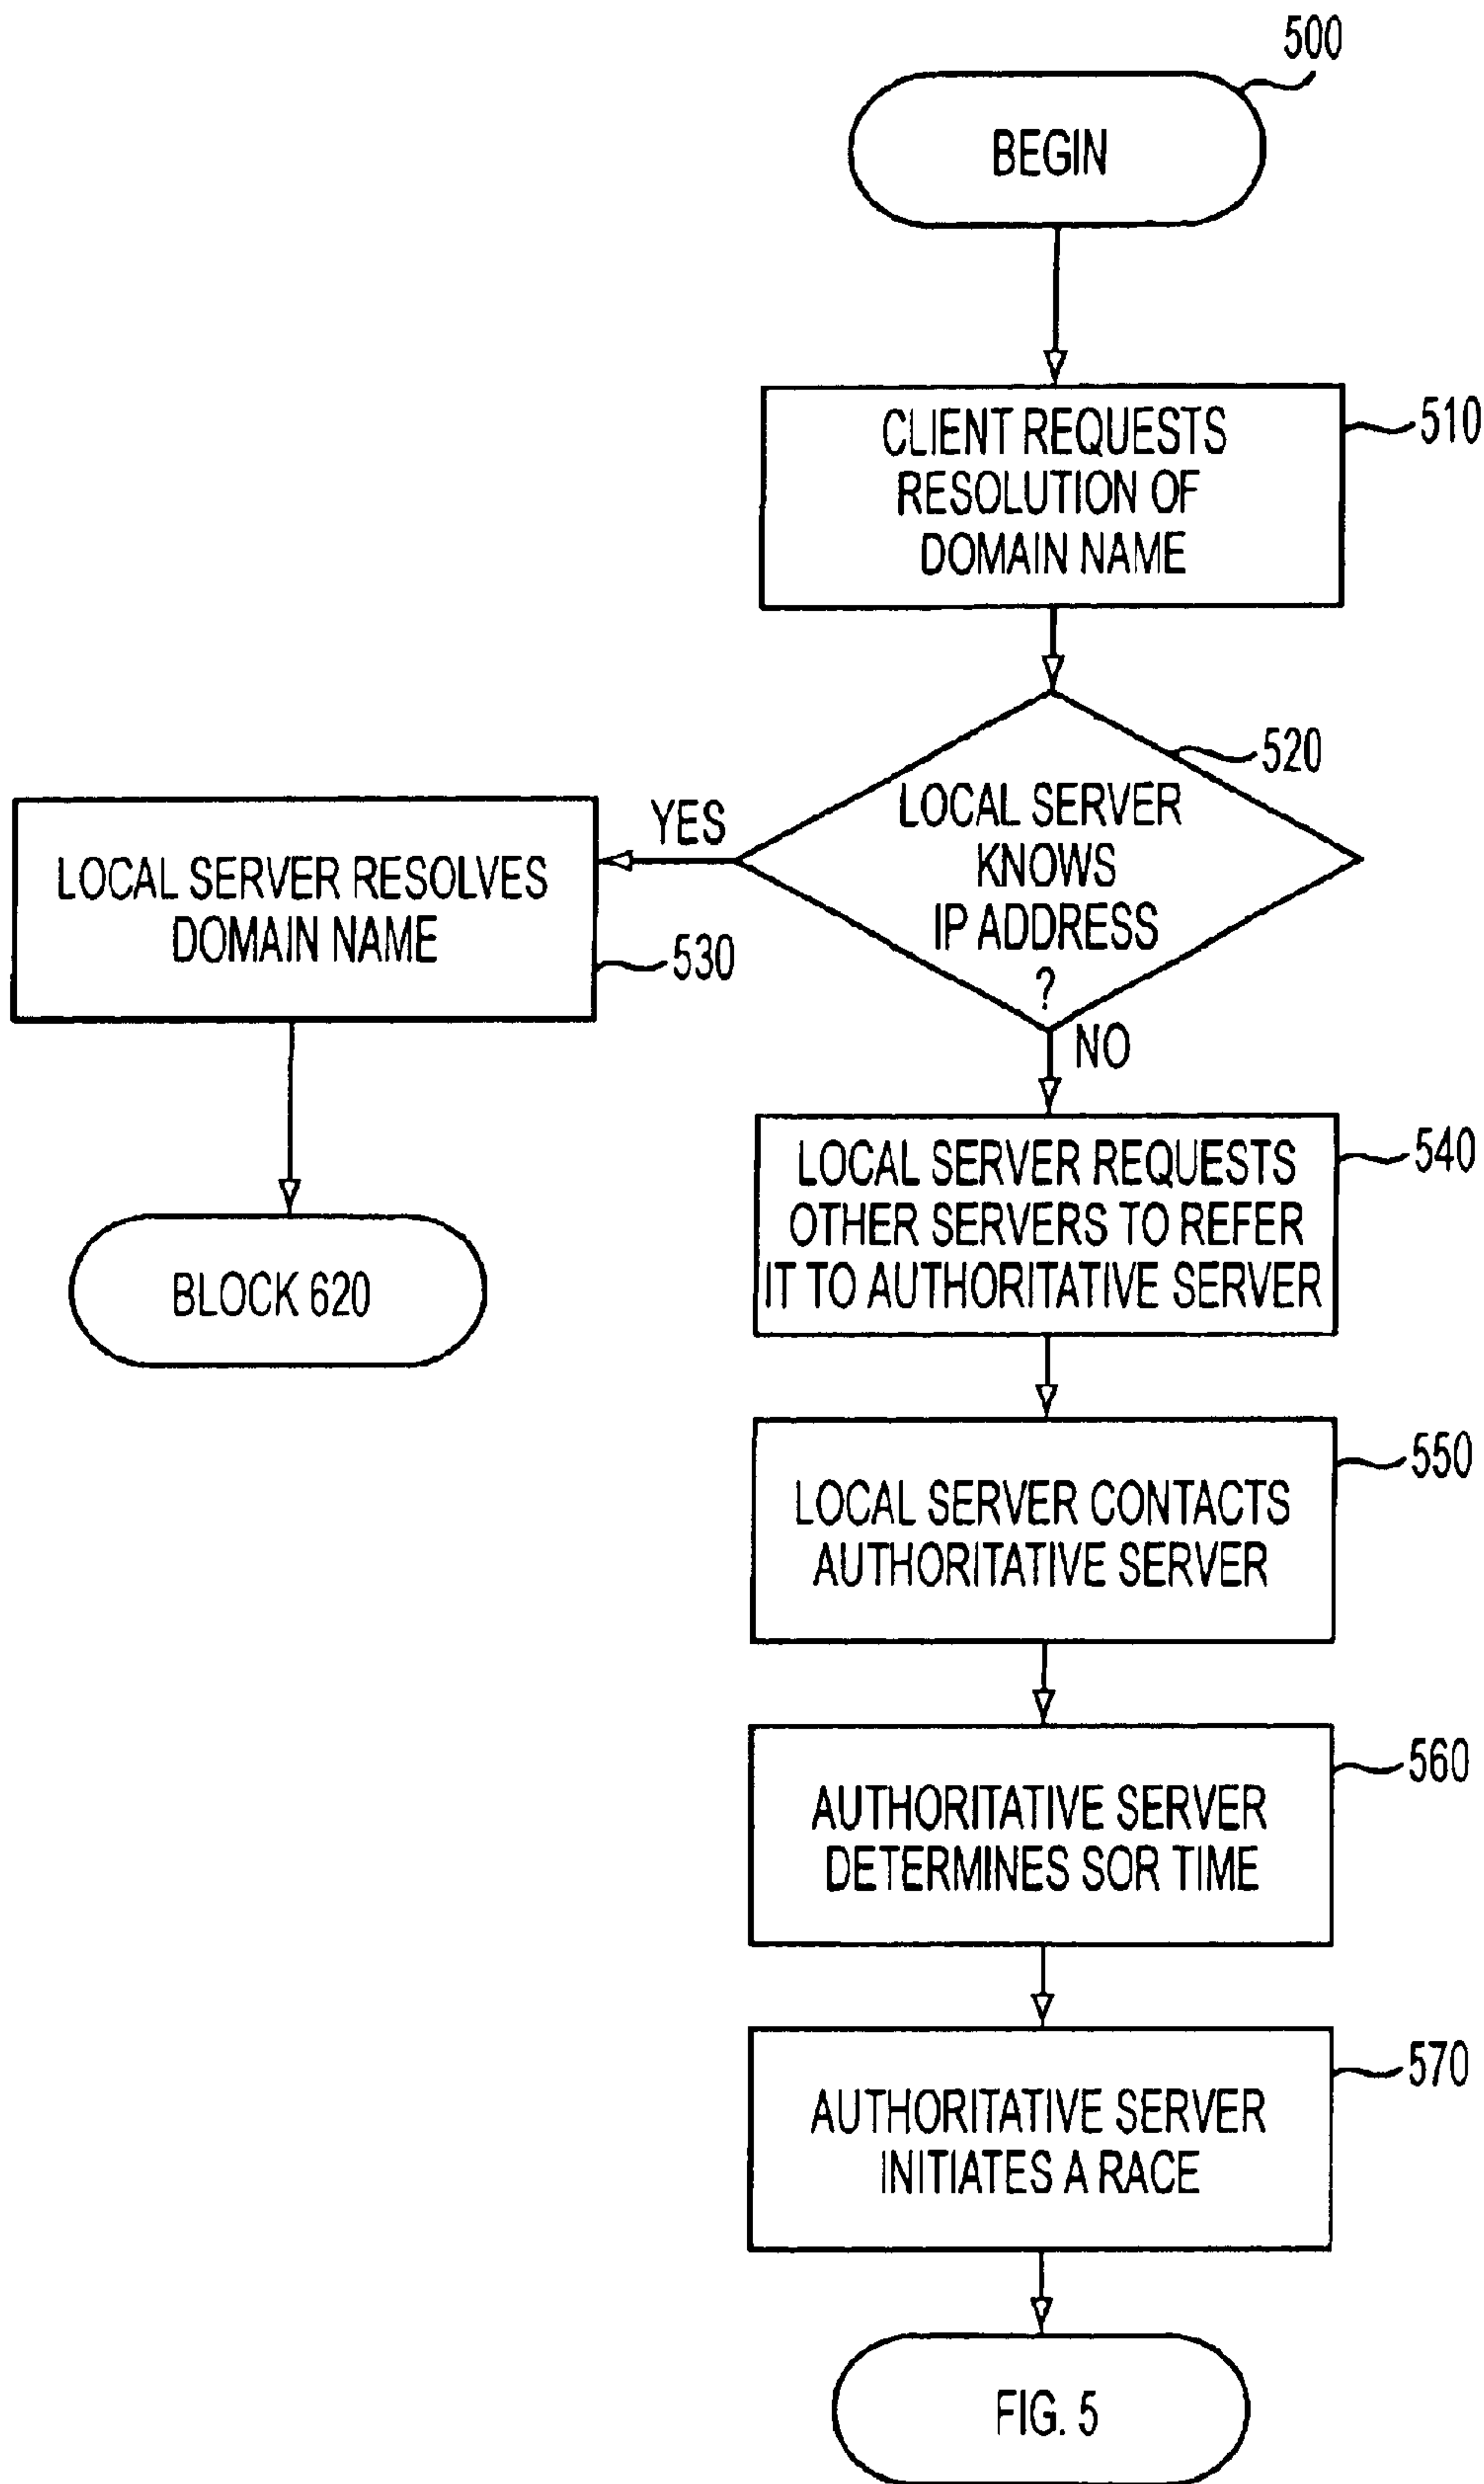 500
BEGIN
CLIENT REQUESTS
RESOLUTION OF
DOMAIN NAME
510
520
LOCAL SERVER
KNOWS
IP ADDRESS
?
YES
LOCAL SERVER RESOLVES
DOMAIN NAME
530
BLOCK 620
NO
LOCAL SERVER REQUESTS
OTHER SERVERS TO REFER
IT TO AUTHORITATIVE SERVER
540
LOCAL SERVER CONTACTS
AUTHORITATIVE SERVER
550
AUTHORITATIVE SERVER
DETERMINES SOR TIME
560
AUTHORITATIVE SERVER
INITIATES A RACE
570
FIG. 5